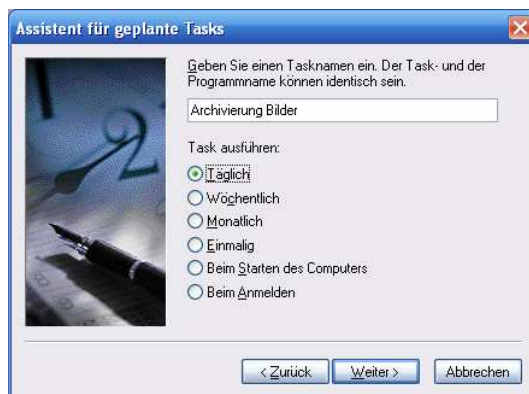 Assistent für geplante Tasks
Geben Sie einen Tasknamen ein. Der Task- und der
Programmname können identisch sein.
Archivierung Bilder
Task ausführen:
Täglich
Wöchentlich
Monatlich
Einmalig
Beim Starten des Computers
Beim Anmelden
< Zurück
Weiter >
Abbrechen